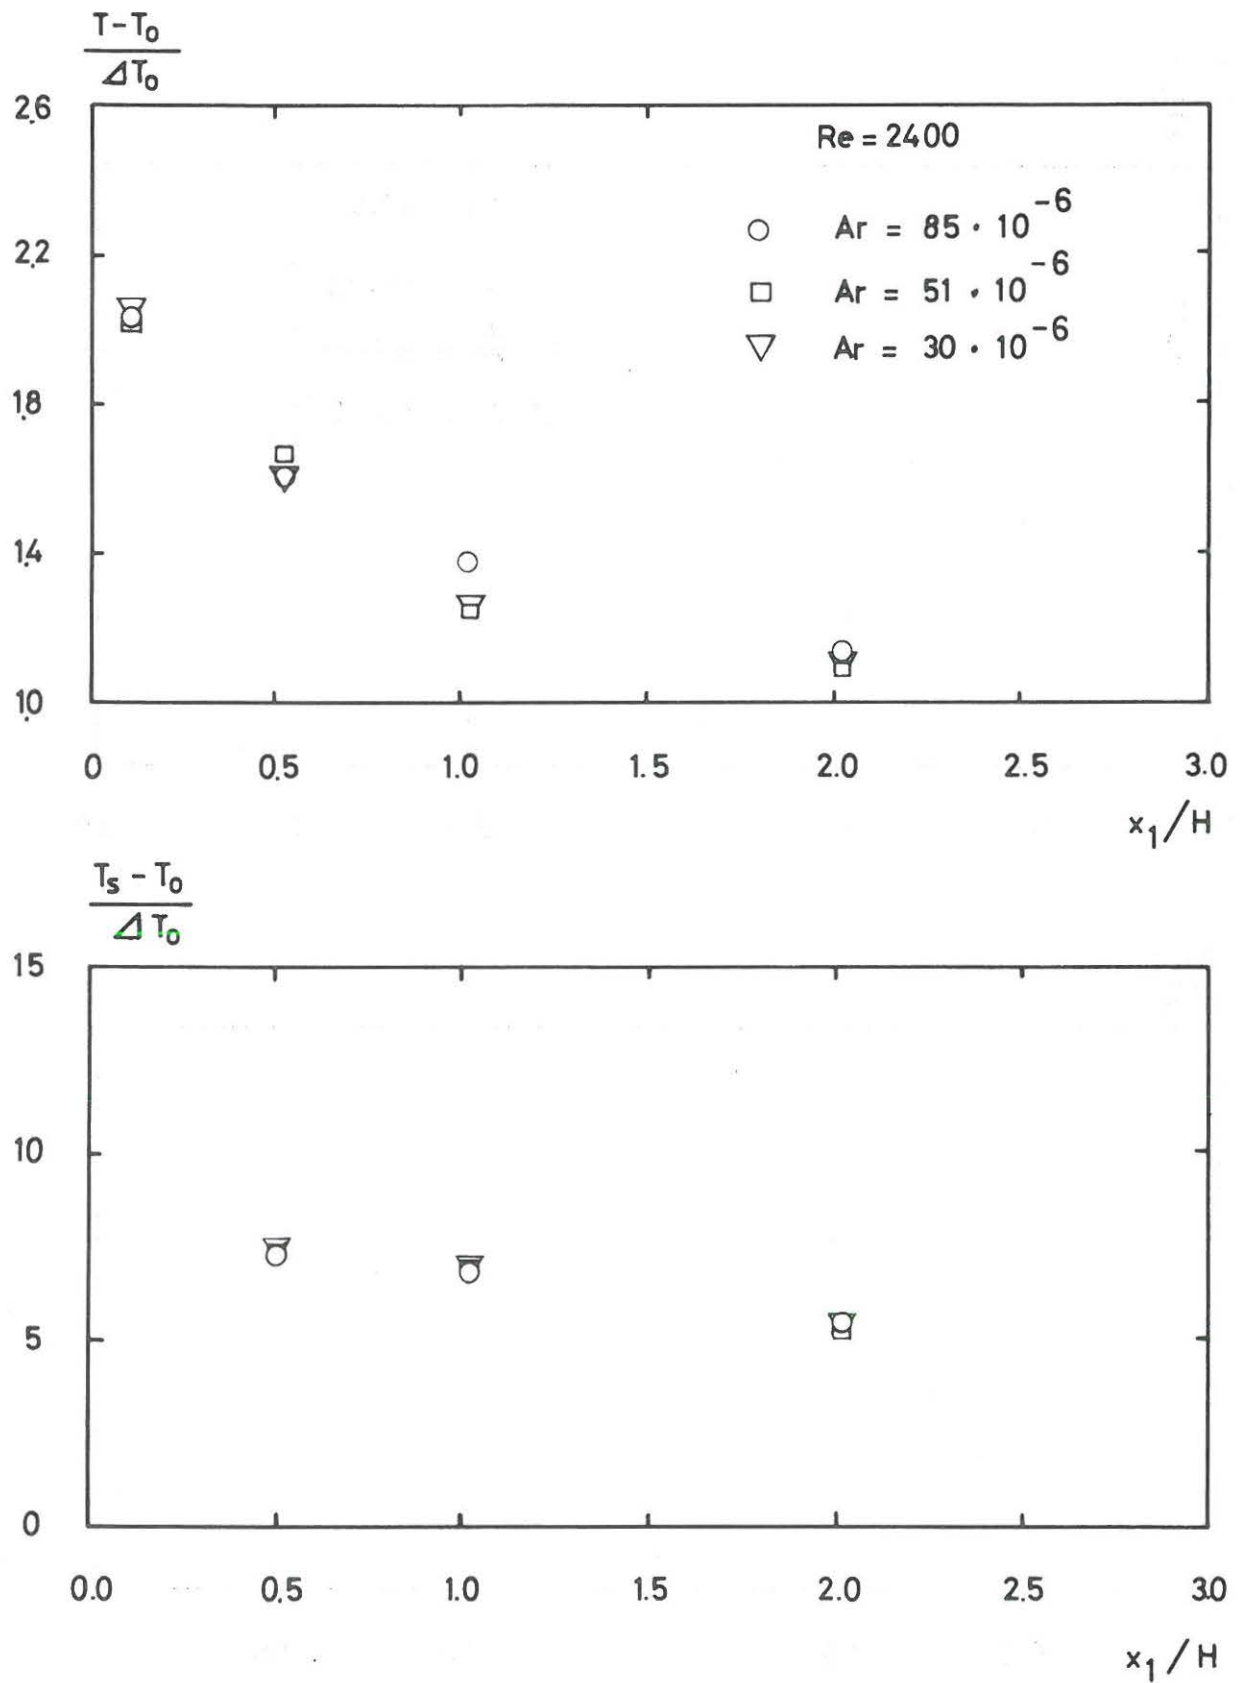 T-T₀
ΔT₀
2.6
Re = 2400
○ Ar = 85 · 10⁻⁶
2.2
□ Ar = 51 · 10⁻⁶
▽ Ar = 30 · 10⁻⁶
1.8
1.4
1.0
0 0.5 1.0 1.5 2.0 2.5 3.0
x₁/H
Tₛ - T₀
ΔT₀
15
10
5
0
0.0 0.5 1.0 1.5 2.0 2.5 3.0
x₁/H